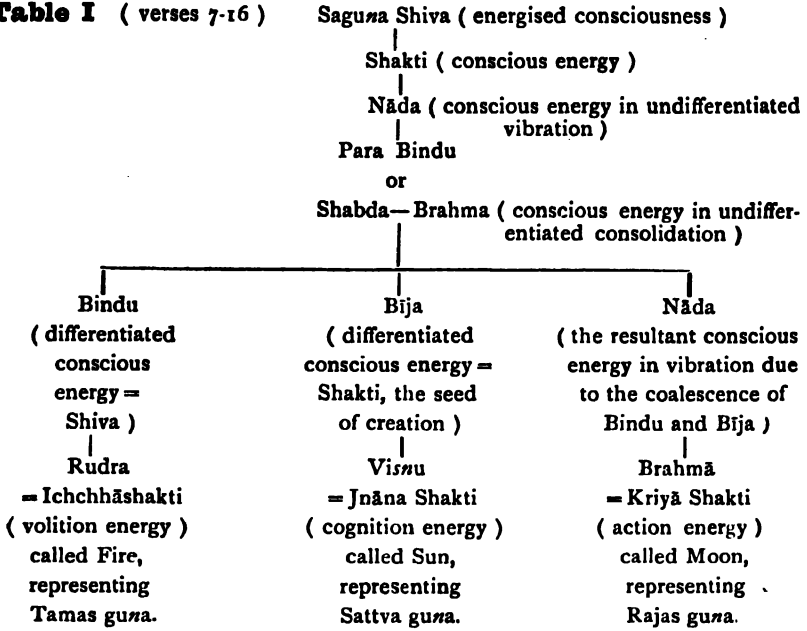 Table I ( verses 7-16 ) Saguna Shiva ( energised consciousness )
Shakti ( conscious energy )
Nāda ( conscious energy in undifferentiated
vibration )
Para Bindu
or
Shabda—Brahma ( conscious energy in undiffer-
entiated consolidation )
Bindu
( differentiated
conscious
energy =
Shiva )
Rudra
= Ichchhāshakti
( volition energy )
called Fire,
representing
Tamas guna.
Bīja
( differentiated
conscious energy =
Shakti, the seed
of creation )
Visnu
= Jnāna Shakti
( cognition energy )
called Sun,
representing
Sattva guna.
Nāda
( the resultant conscious
energy in vibration due
to the coalescence of
Bindu and Bīja )
Brahmā
= Kriyā Shakti
( action energy )
called Moon,
representing
Rajas guna.